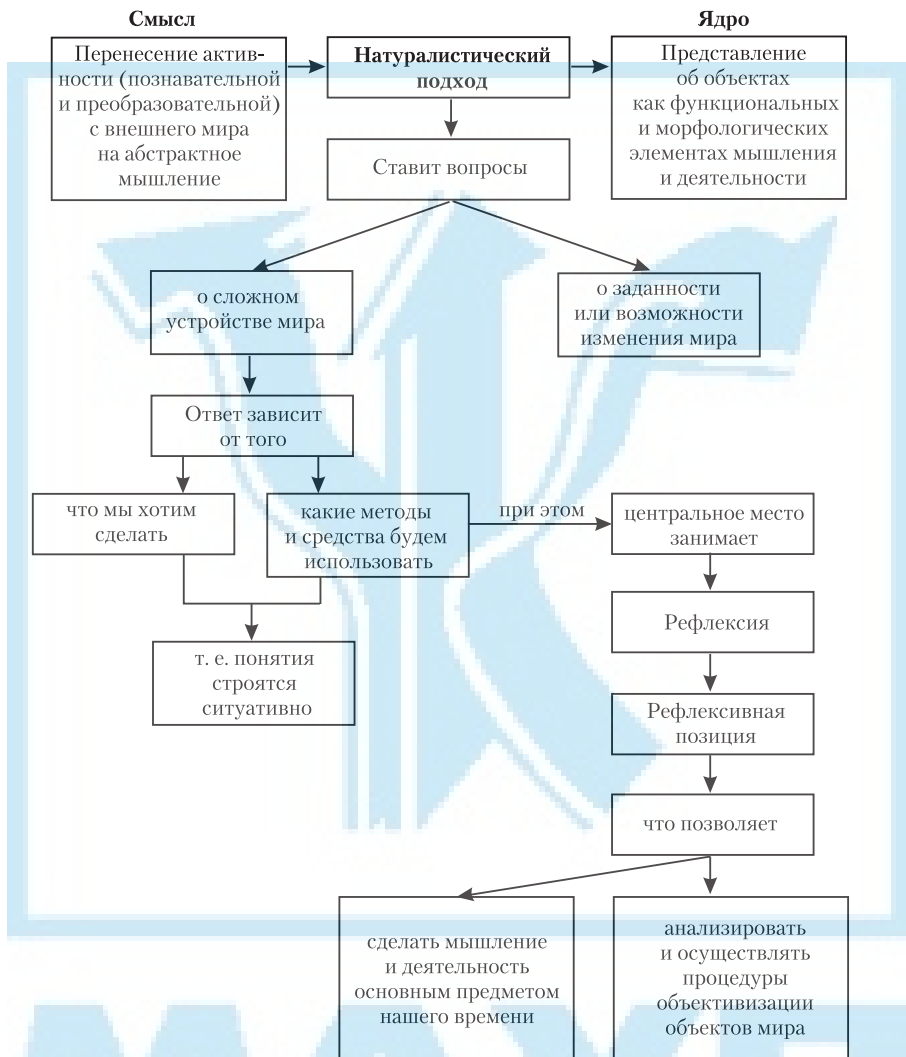 Смысл
Ядро
Перенесение актив-
ности (познавательной
и преобразовательной)
с внешнего мира
на абстрактное
мышление
Натуралистический
подход
Представление
об объектах
как функциональных
и морфологических
элементах мышления
и деятельности
Ставит вопросы
о сложном
устройстве мира
о заданности
или возможности
изменения мира
Ответ зависит
от того
что мы хотим
сделать
какие методы
и средства будем
использовать
при этом
центральное место
занимает
т. е. понятия
строятся
ситуативно
Рефлексия
Рефлексивная
позиция
что позволяет
сделать мышление
и деятельность
основным предметом
нашего времени
анализировать
и осуществлять
процедуры
объективизации
объектов мира